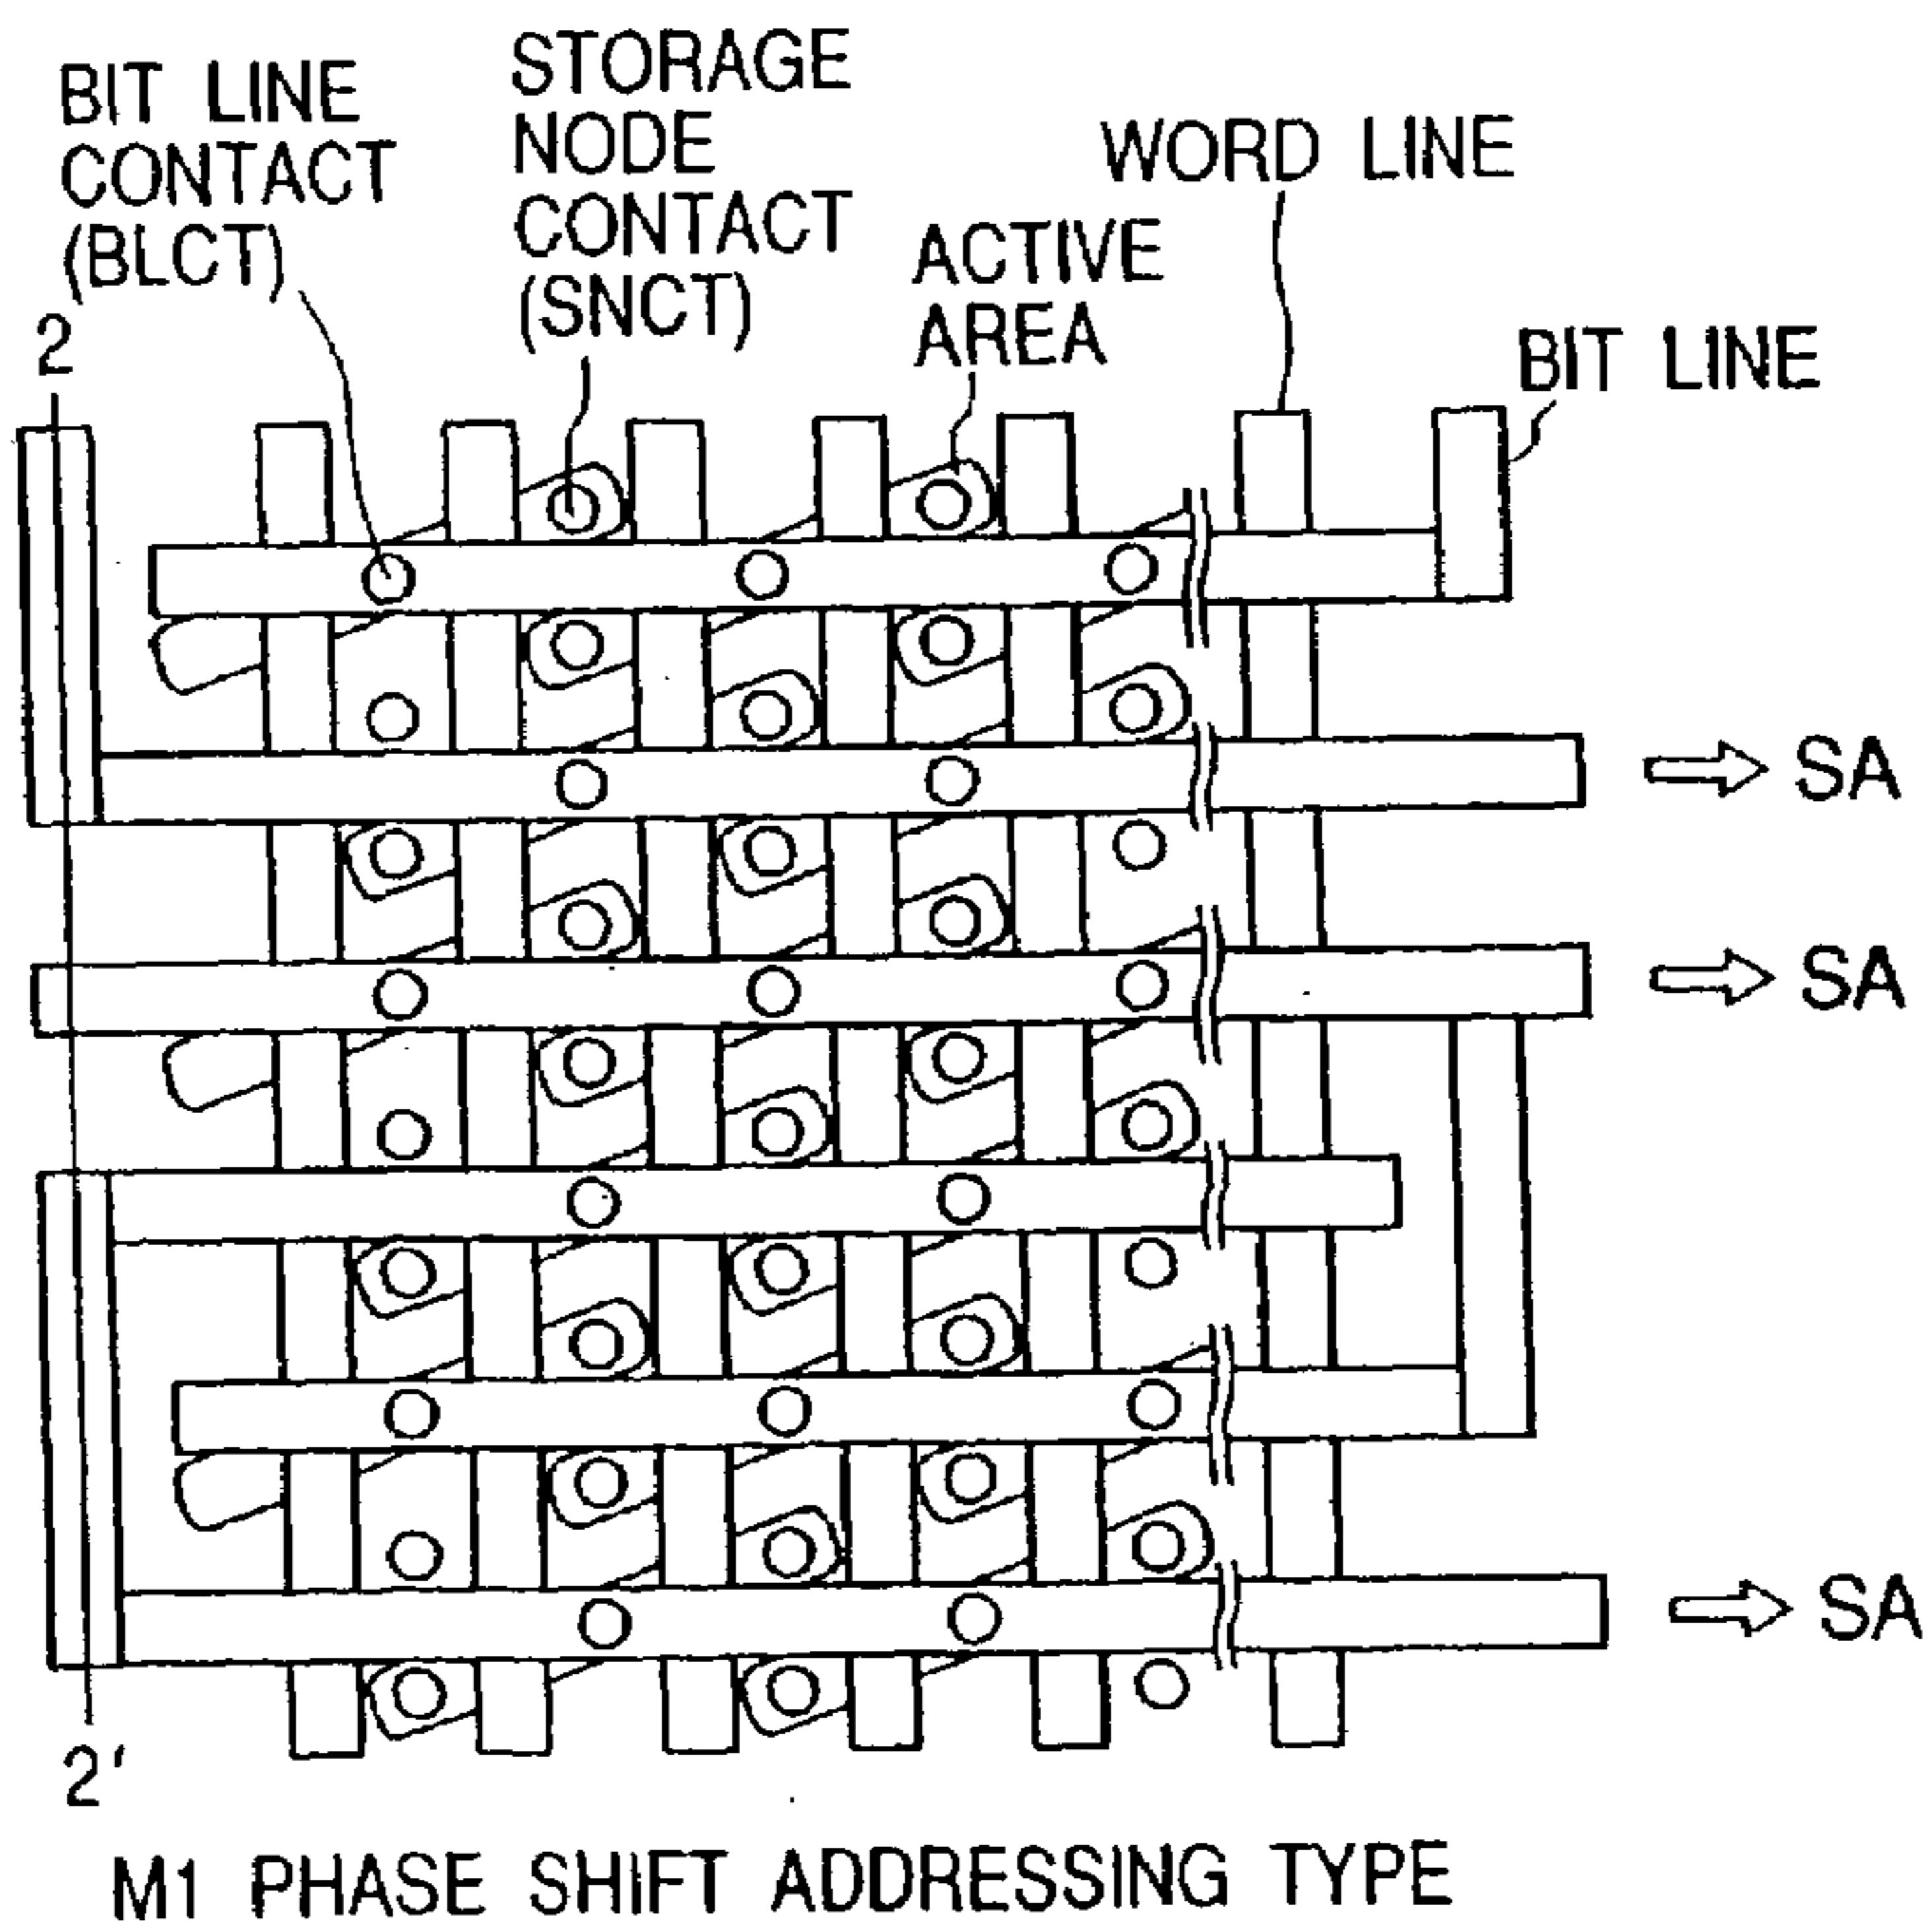 BIT LINE
CONTACT
(BLCT)
STORAGE
NODE
CONTACT
(SNCT)
ACTIVE
AREA
WORD LINE
BIT LINE
2
SA
SA
SA
2'
M1 PHASE SHIFT ADDRESSING TYPE